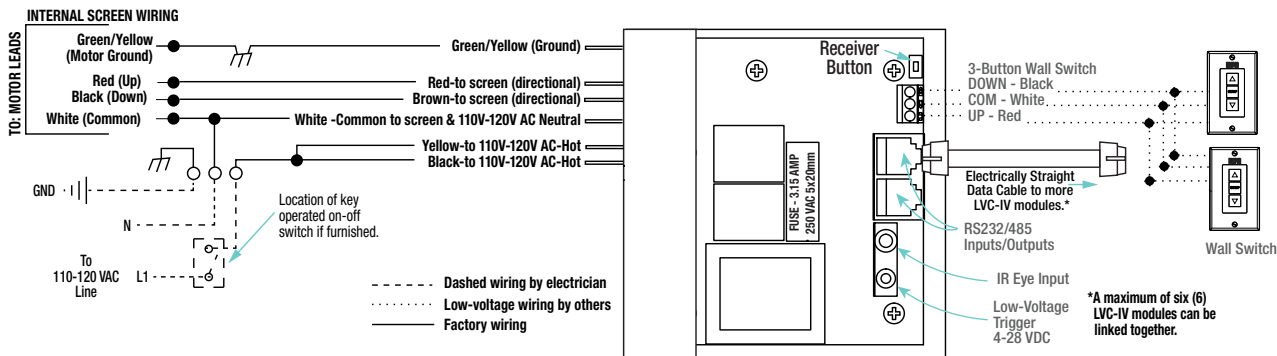 INTERNAL SCREEN WIRING
TO: MOTOR LEADS
Green/Yellow
(Motor Ground)
Red (Up)
Black (Down)
White (Common)
Green/Yellow (Ground)
Red-to screen (directional)
Brown-to screen (directional)
White -Common to screen & 110V-120V AC Neutral
Yellow-to 110V-120V AC-Hot
Black-to 110V-120V AC-Hot
GND
N
To
110-120 VAC
Line
L1
Location of key
operated on-off
switch if furnished.
Dashed wiring by electrician
Low-voltage wiring by others
Factory wiring
FUSE - 3.15 AMP
250 VAC 5x20mm
Receiver
Button
3-Button Wall Switch
DOWN - Black
COM - White
UP - Red
Electrically Straight
Data Cable to more
LVC-IV modules.*
RS232/485
Inputs/Outputs
IR Eye Input
Low-Voltage
Trigger
4-28 VDC
Wall Switch
*A maximum of six (6)
LVC-IV modules can be
linked together.